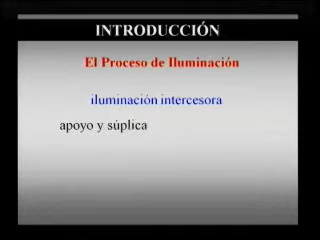 INTRODUCCIÓN
El Proceso de Iluminación
iluminación intercesora
apoyo y súplica